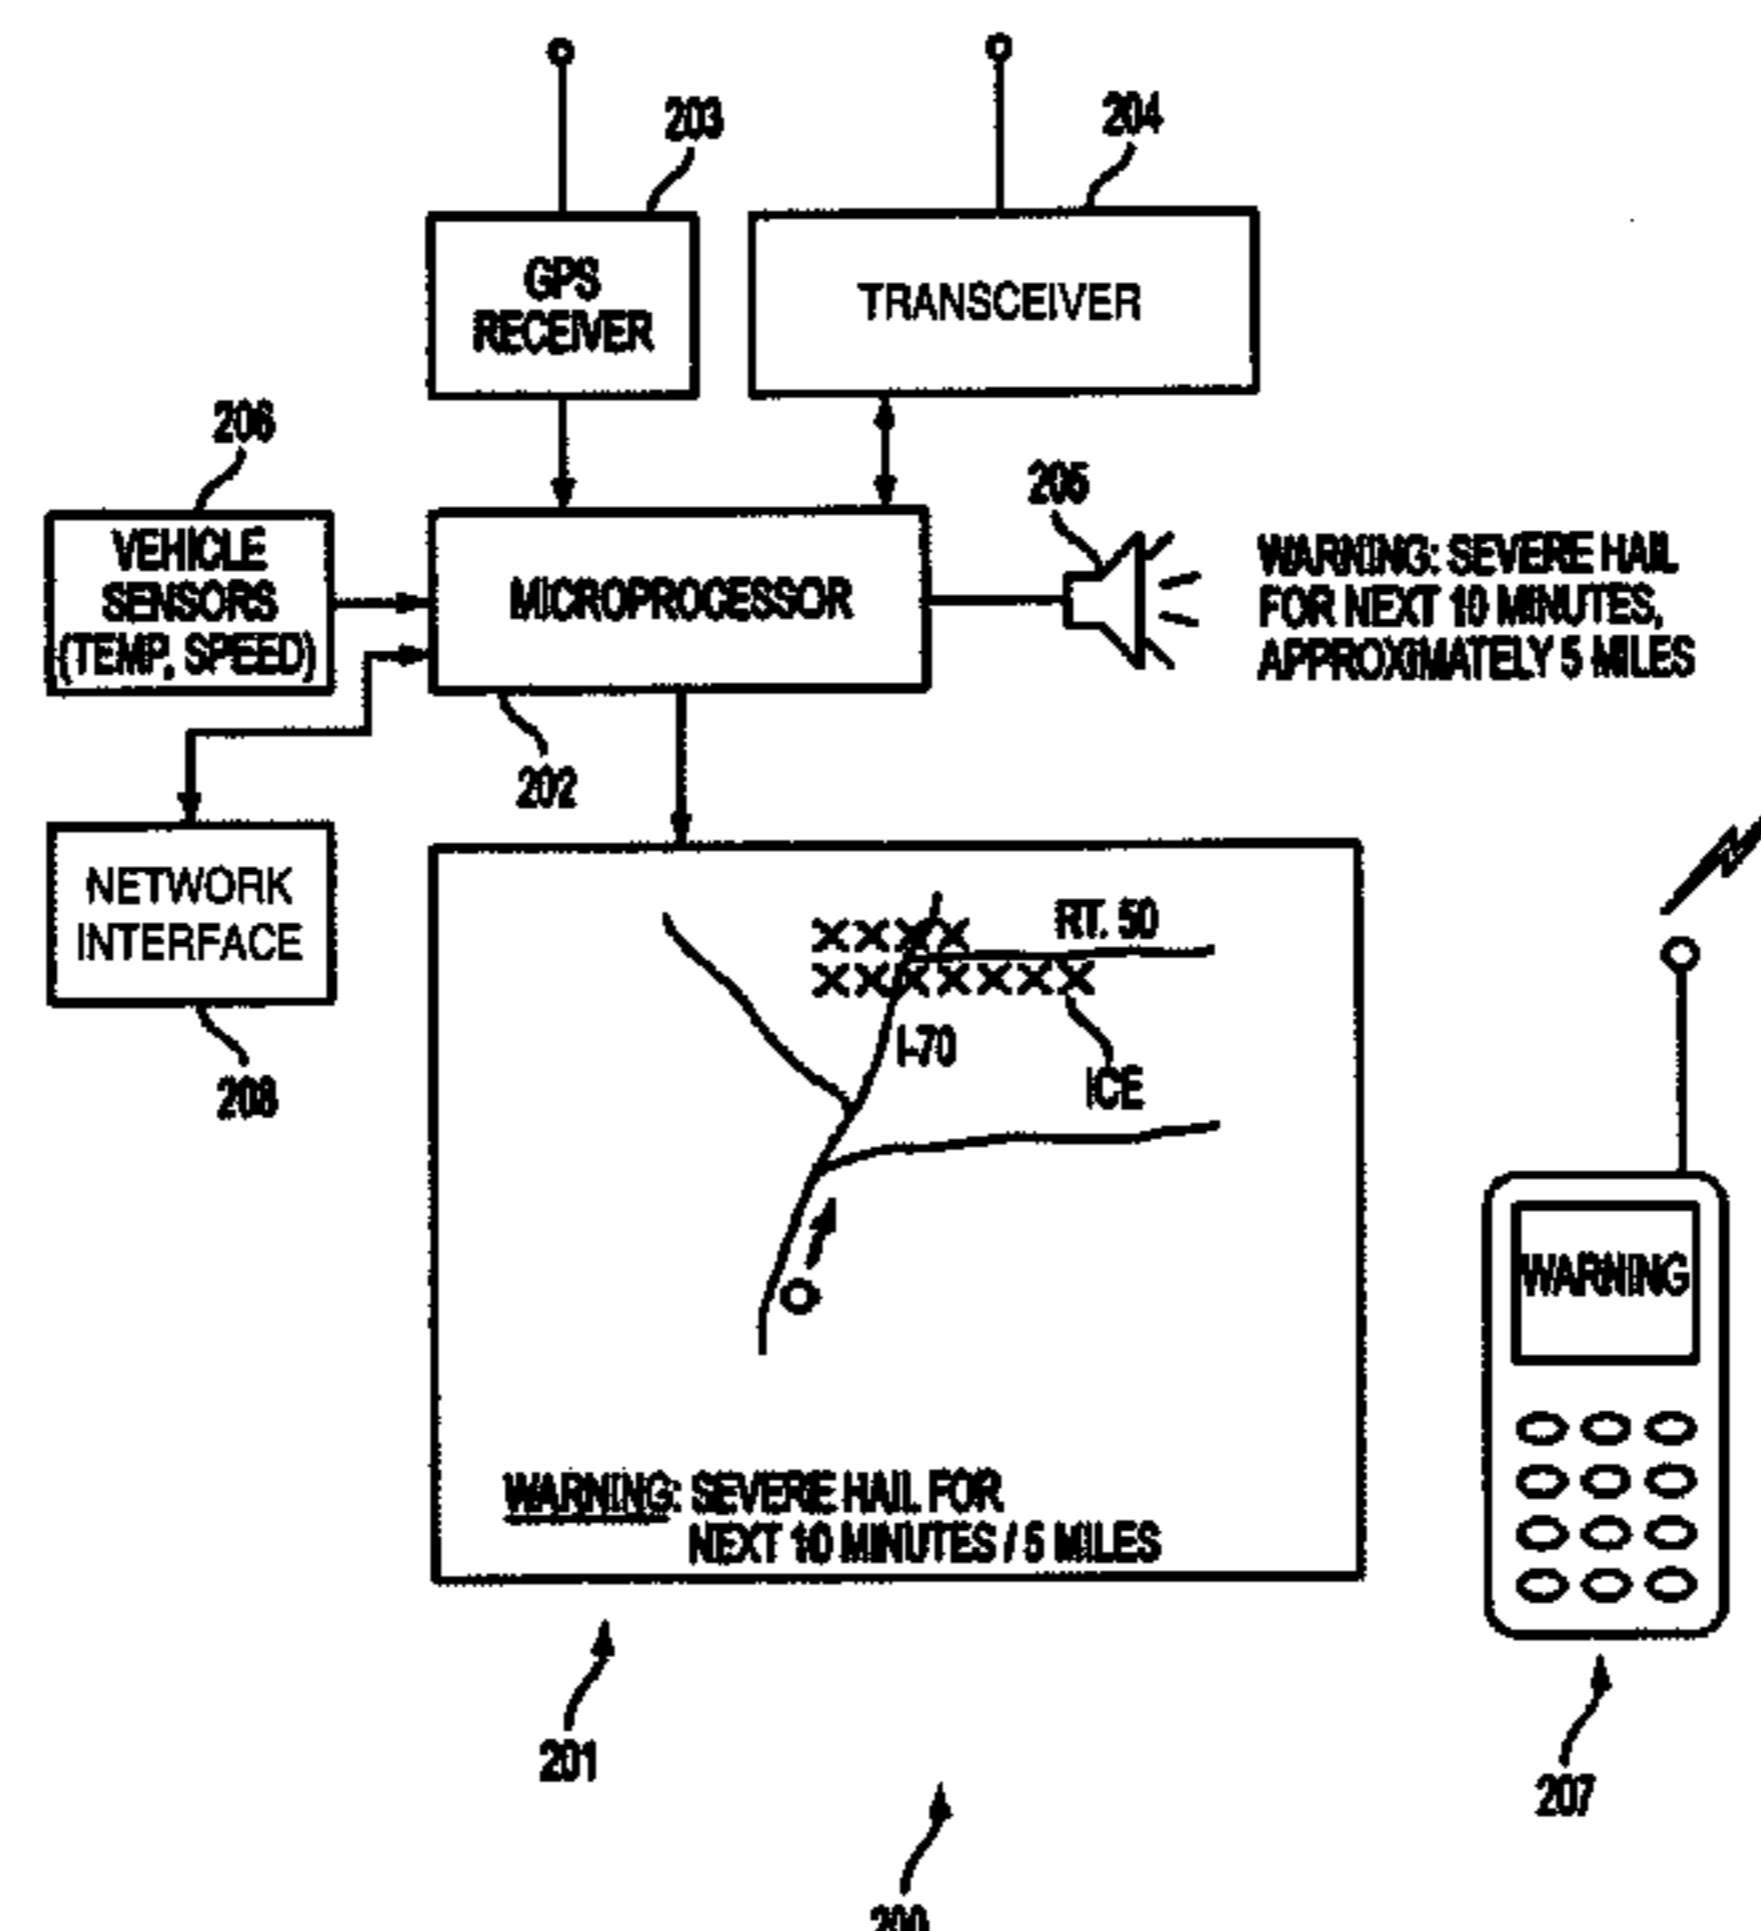 203
204
GPS
RECEIVER
TRANSCEIVER
206
205
VEHICLE
SENSORS
(TEMP, SPEED)
MICROPROCESSOR
WARNING: SEVERE HAIL
FOR NEXT 10 MINUTES,
APPROXIMATELY 5 MILES
202
NETWORK
INTERFACE
208
RT. 50
I-70
ICE
WARNING
WARNING: SEVERE HAIL FOR
NEXT 10 MINUTES / 5 MILES
201
207
200